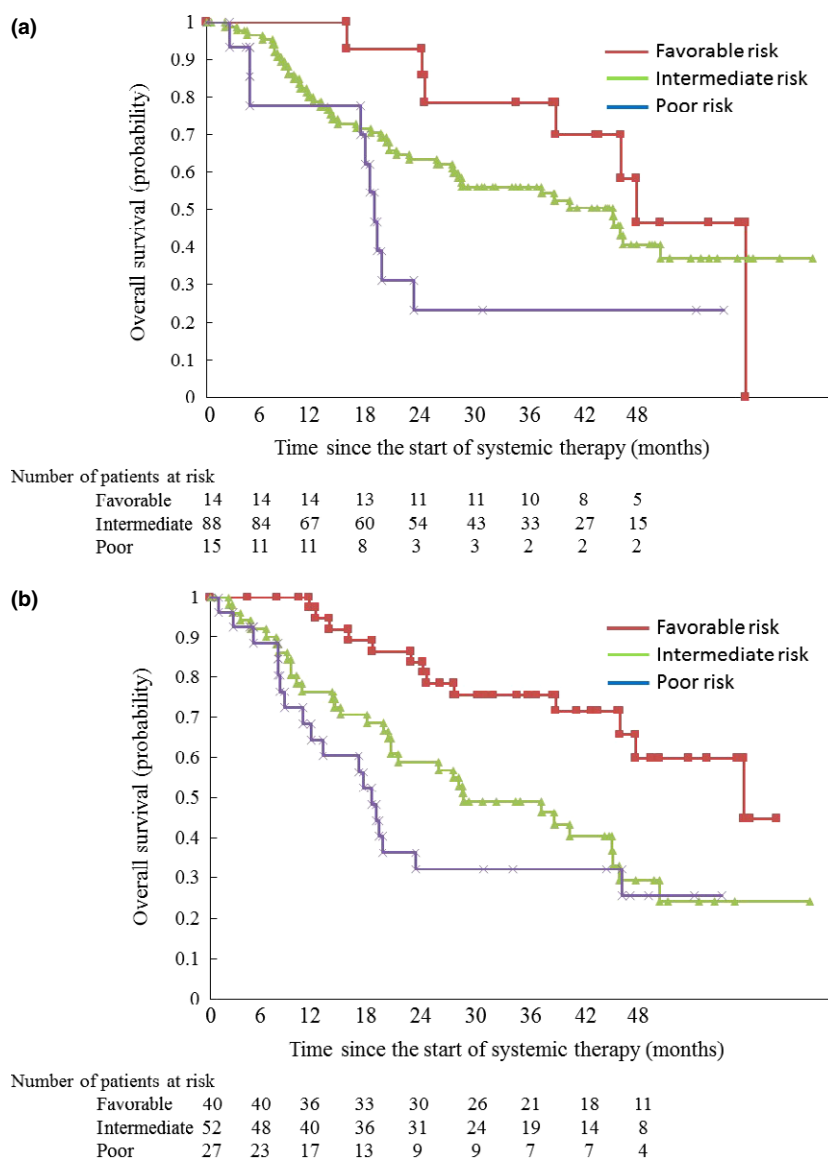 (a)
1
0.9
0.8
0.7
0.6
0.5
0.4
0.3
0.2
0.1
0
Overall survival (probability)
Favorable risk
Intermediate risk
Poor risk
0 6 12 18 24 30 36 42 48
Time since the start of systemic therapy (months)
Number of patients at risk
Favorable 14 14 14 13 11 11 10 8 5
Intermediate 88 84 67 60 54 43 33 27 15
Poor 15 11 11 8 3 3 2 2 2
(b)
1
0.9
0.8
0.7
0.6
0.5
0.4
0.3
0.2
0.1
0
Overall survival (probability)
Favorable risk
Intermediate risk
Poor risk
0 6 12 18 24 30 36 42 48
Time since the start of systemic therapy (months)
Number of patients at risk
Favorable 40 40 36 33 30 26 21 18 11
Intermediate 52 48 40 36 31 24 19 14 8
Poor 27 23 17 13 9 9 7 7 4